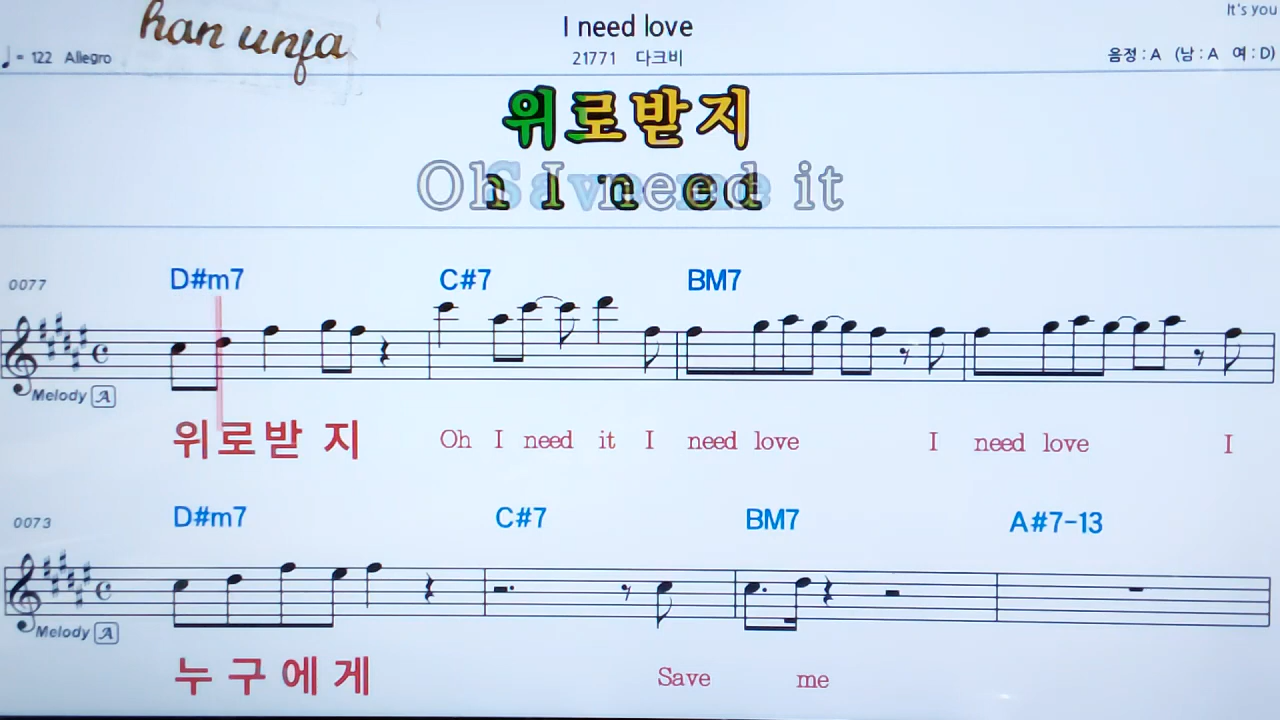 han unja
I need love
It's you
♩= 122 Allegro
21771 다크비
음정 : A (남 : A 여 : D)
위로받지
Oh I need it
0077
D#m7 C#7 BM7
Melody A
위로받 지 Oh I need it I need love I need love I
0073
D#m7 C#7 BM7 A#7-13
Melody A
누구에게 Save me